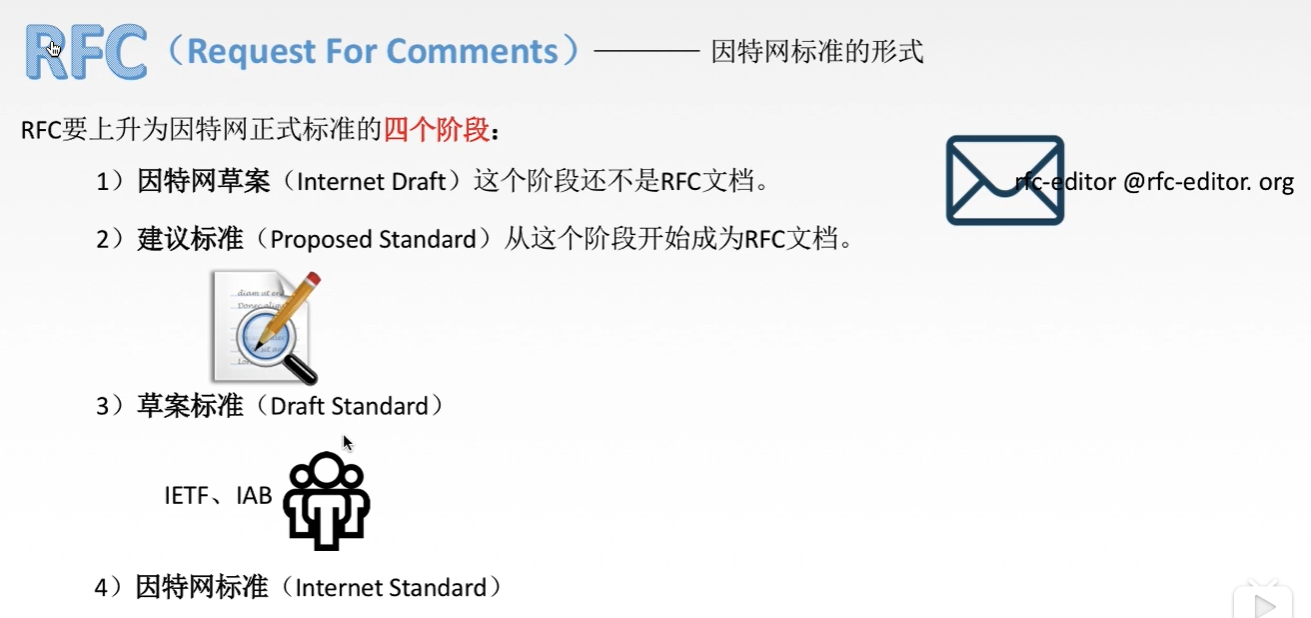 RFC（Request For Comments）———— 因特网标准的形式
RFC要上升为因特网正式标准的四个阶段：
1）因特网草案（Internet Draft）这个阶段还不是RFC文档。
rfc-editor @rfc-editor. org
2）建议标准（Proposed Standard）从这个阶段开始成为RFC文档。
3）草案标准（Draft Standard）
IETF、IAB
4）因特网标准（Internet Standard）